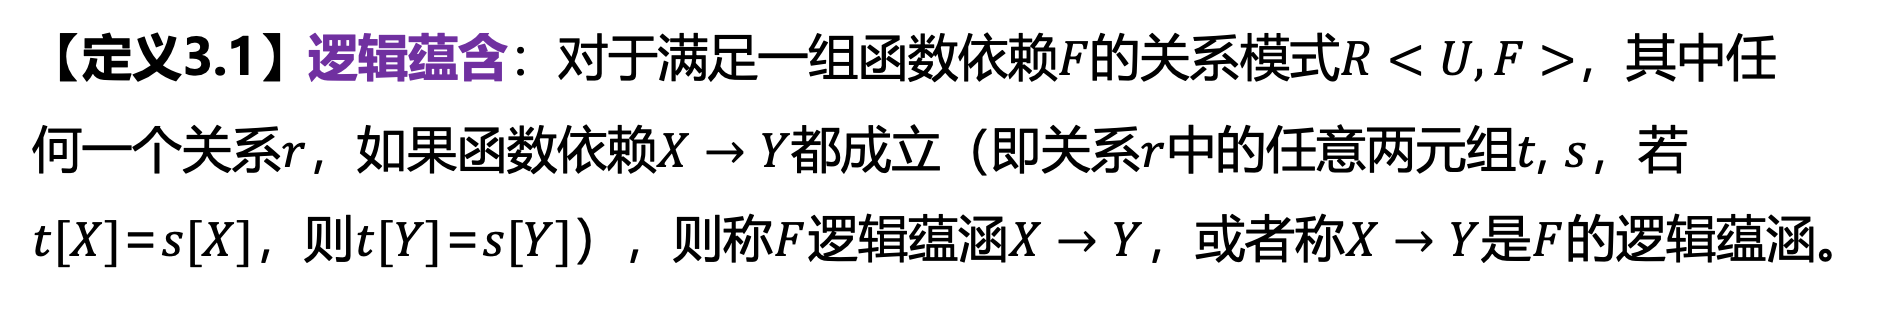 【定义3.1】逻辑蕴含：对于满足一组函数依赖F的关系模式R < U, F >，其中任
何一个关系r，如果函数依赖X → Y都成立（即关系r中的任意两元组t, s，若
t[X]=s[X]，则t[Y]=s[Y]），则称F逻辑蕴涵X → Y，或者称X → Y是F的逻辑蕴涵。